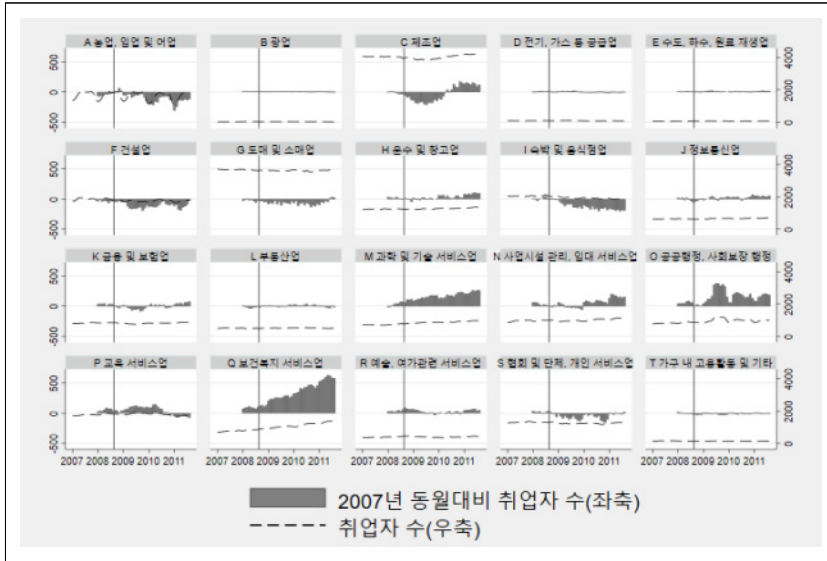 A 농업, 임업 및 어업 B 광업 C 제조업 D 전기, 가스 등 공급업 E 수도, 하수, 원료 재생업
500 0 -500 4000 2000 0
F 건설업 G 도매 및 소매업 H 운수 및 창고업 I 숙박 및 음식점업 J 정보통신업
500 0 -500 4000 2000 0
K 금융 및 보험업 L 부동산업 M 과학 및 기술 서비스업 N 사업시설 관리, 임대 서비스업 O 공공행정, 사회보장 행정
500 0 -500 4000 2000 0
P 교육 서비스업 Q 보건복지 서비스업 R 예술, 여가관련 서비스업 S 협회 및 단체, 개인 서비스업 T 가구 내 고용활동 및 기타
500 0 -500 4000 2000 0
2007 2008 2009 2010 2011 2007 2008 2009 2010 2011 2007 2008 2009 2010 2011 2007 2008 2009 2010 2011 2007 2008 2009 2010 2011
2007년 동월대비 취업자 수(좌축)
취업자 수(우축)